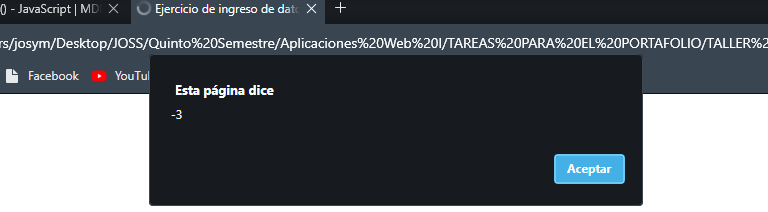 () - JavaScript | MD
Ejercicio de ingreso de dato
rs/josym/Desktop/JOSS/Quinto%20Semestre/Aplicaciones%20Web%20I/TAREAS%20PARA%20EL%20PORTAFOLIO/TALLER%2
Facebook
YouTu
Esta página dice
-3
Aceptar